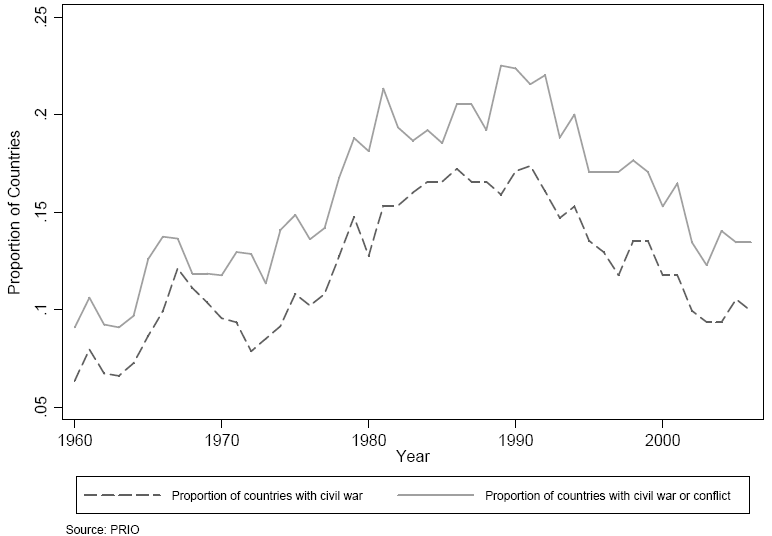 .25
.2
.15
.1
.05
Proportion of Countries
1960 1970 1980 1990 2000
Year
Proportion of countries with civil war Proportion of countries with civil war or conflict
Source: PRIO